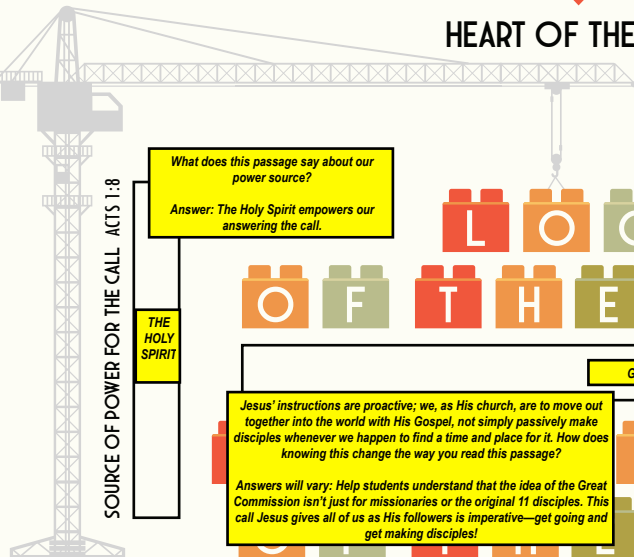 HEART OF THE
What does this passage say about our
power source?
Answer: The Holy Spirit empowers our
answering the call.
SOURCE OF POWER FOR THE CALL ACTS 1:8
THE
HOLY
SPIRIT
L O
O F T H E
G
Jesus' instructions are proactive; we, as His church, are to move out
together into the world with His Gospel, not simply passively make
disciples whenever we happen to find a time and place for it. How does
knowing this change the way you read this passage?
Answers will vary: Help students understand that the idea of the Great
Commission isn't just for missionaries or the original 11 disciples. This
call Jesus gives all of us as His followers is imperative—get going and
get making disciples!